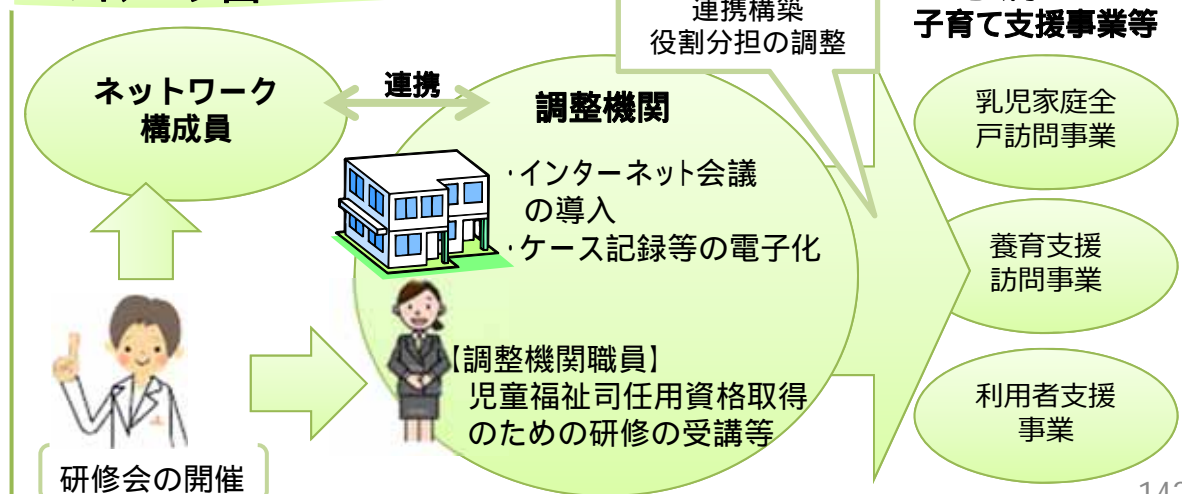 連携構築
役割分担の調整
子育て支援事業等
ネットワーク
構成員
連携
調整機関
・インターネット会議
の導入
・ケース記録等の電子化
【調整機関職員】
児童福祉司任用資格取得
のための研修の受講等
研修会の開催
乳児家庭全
戸訪問事業
養育支援
訪問事業
利用者支援
事業